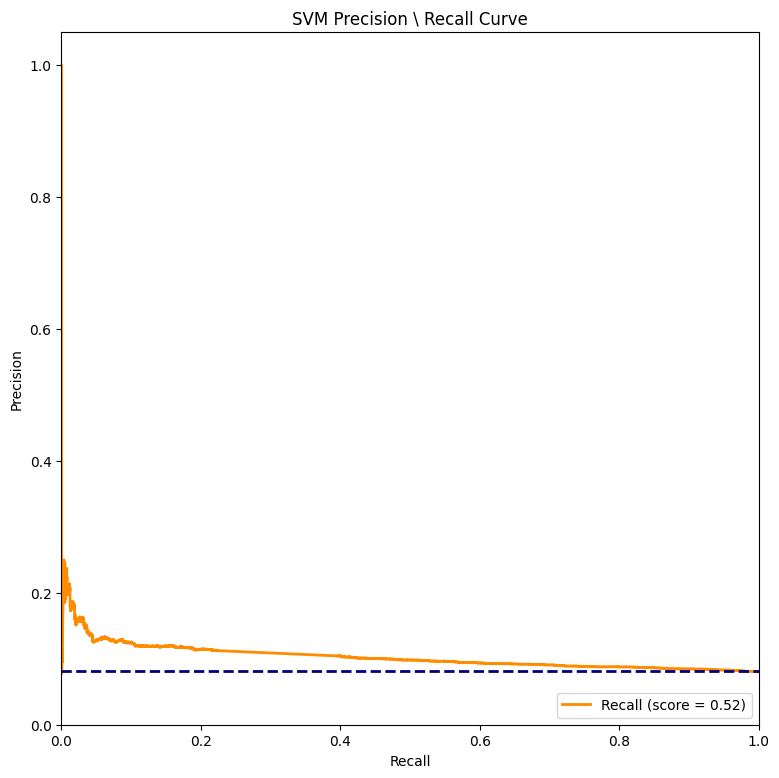 SVM Precision \ Recall Curve
1.0
0.8
0.6
0.4
0.2
0.0
Precision
0.0 0.2 0.4 0.6 0.8 1.0
Recall
Recall (score = 0.52)